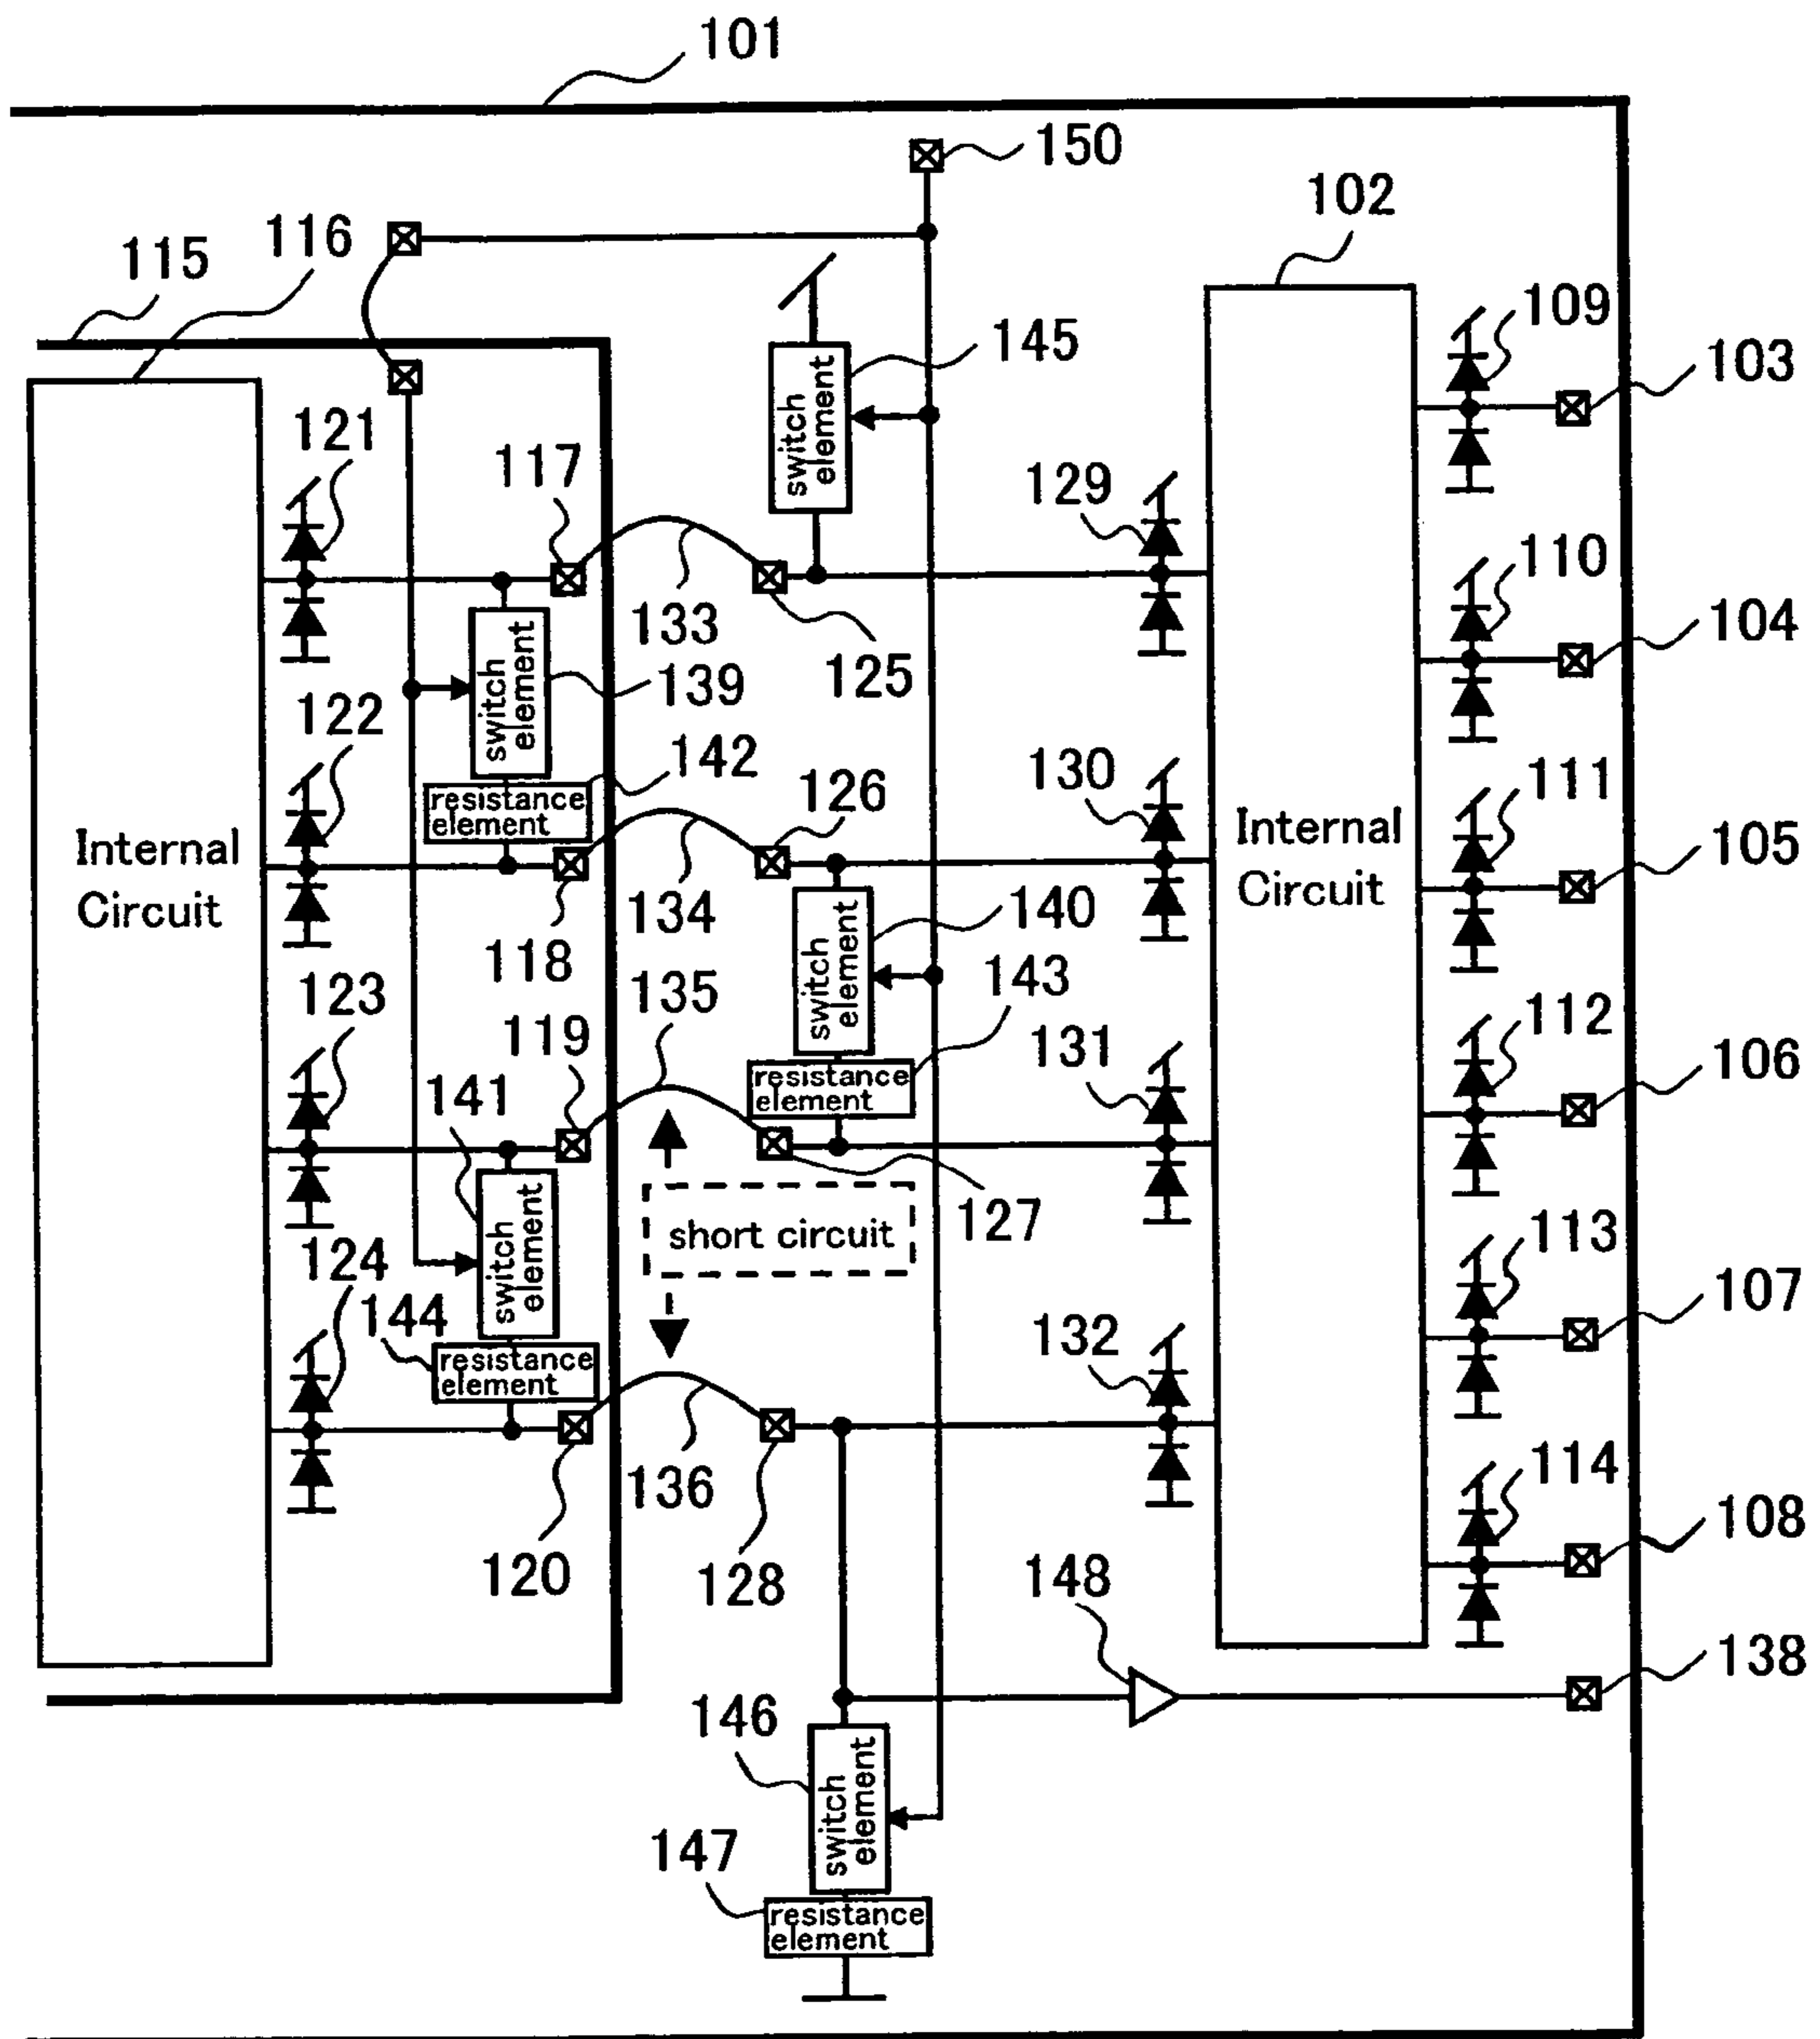 101
150
102
116
115
109
145
103
switch
element
121
117
129
110
133
104
125
139
switch
element
122
142
126
130
111
resistance
element
105
Internal
Circuit
Internal
Circuit
134
140
118
switch
element
112
123
135
143
119
131
106
141
resistance
element
127
113
short circuit
switch
element
124
107
144
132
resistance
element
136
114
108
120
128
148
138
146
switch
element
147
resistance
element